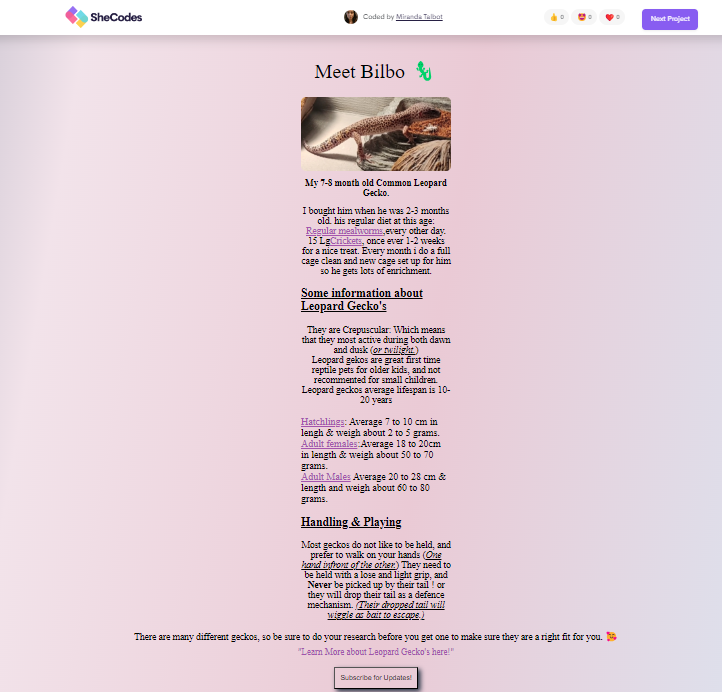 SheCodes
Coded by Miranda Talbot
👍 0 😍 0 ❤️ 0
Next Project
Meet Bilbo 🦎
My 7-8 month old Common Leopard
Gecko.
I bought him when he was 2-3 months
old. his regular diet at this age:
Regular mealworms,every other day.
15 LgCrickets, once ever 1-2 weeks
for a nice treat. Every month i do a full
cage clean and new cage set up for him
so he gets lots of enrichment.
Some information about
Leopard Gecko's
They are Crepuscular: Which means
that they most active during both dawn
and dusk (or twilight.)
Leopard gekos are great first time
reptile pets for older kids, and not
recommended for small children.
Leopard geckos average lifespan is 10-
20 years
Hatchlings: Average 7 to 10 cm in
lengh & weigh about 2 to 5 grams.
Adult females:Average 18 to 20cm
in length & weigh about 50 to 70
grams.
Adult Males Average 20 to 28 cm &
length and weigh about 60 to 80
grams.
Handling & Playing
Most geckos do not like to be held, and
prefer to walk on your hands (One
hand infront of the other.) They need to
be held with a lose and light grip, and
Never be picked up by their tail ! or
they will drop their tail as a defence
mechanism. (Their dropped tail will
wiggle as bait to escape.)
There are many different geckos, so be sure to do your research before you get one to make sure they are a right fit for you. 🥰
"Learn More about Leopard Gecko's here!"
Subscribe for Updates!